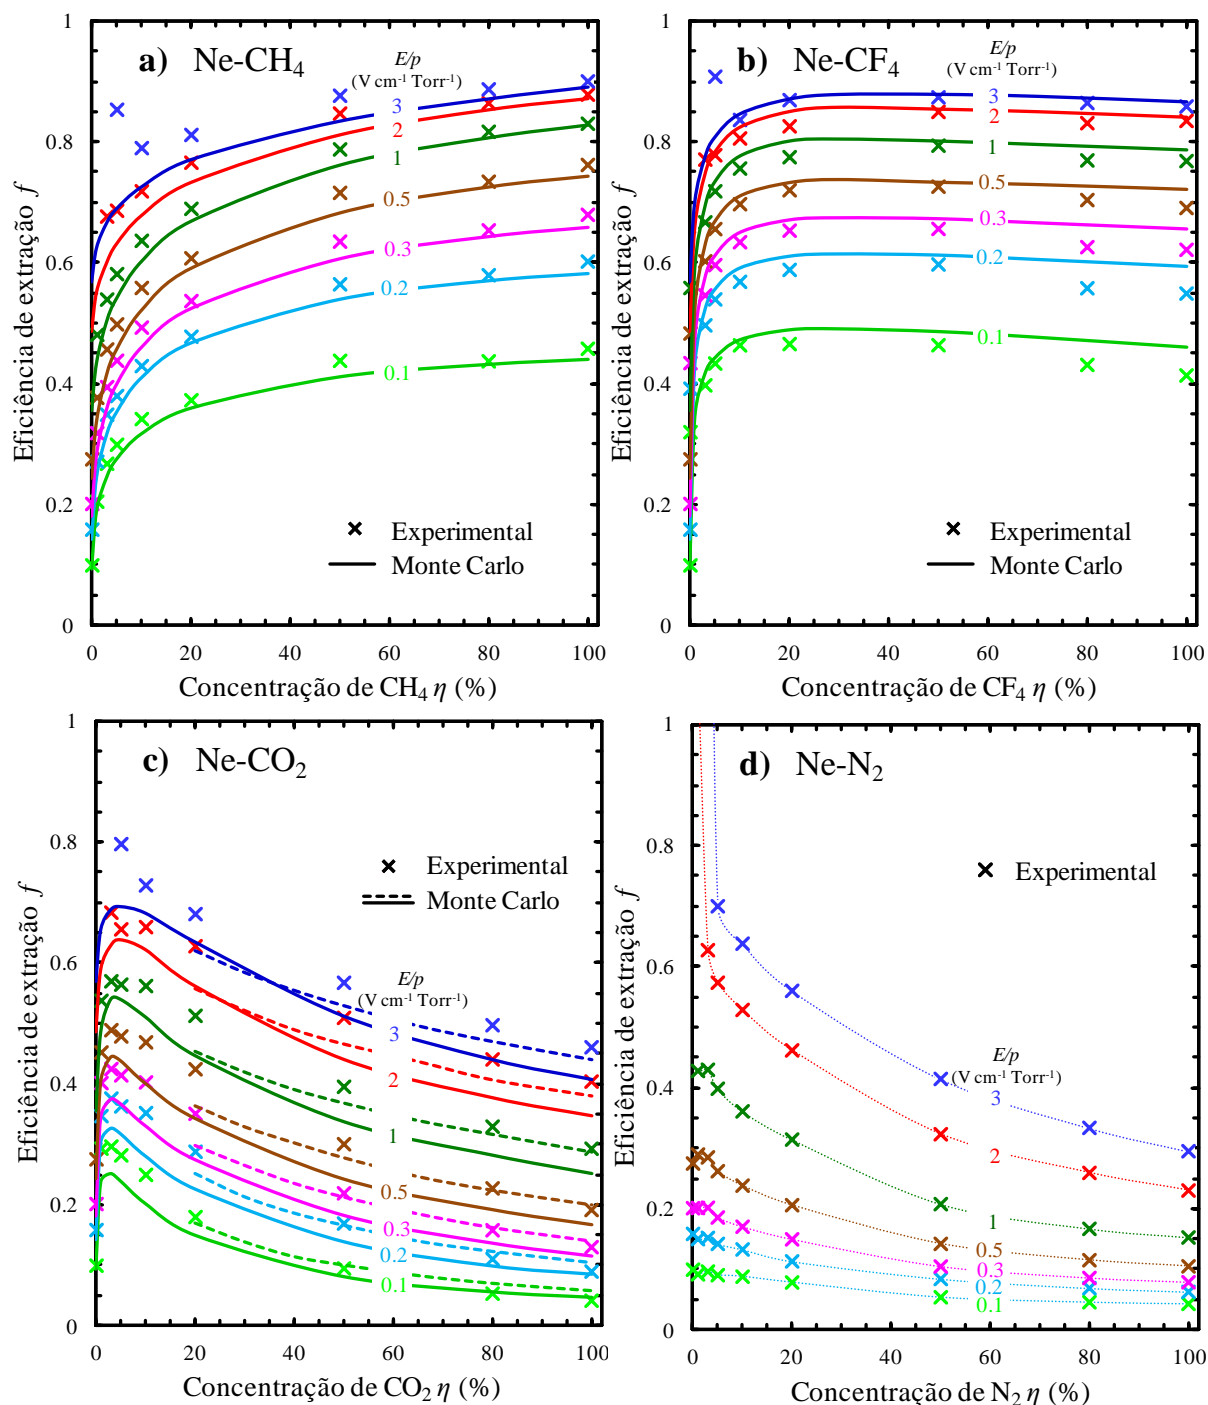 a) Ne-CH4
E/p
(V cm-1 Torr-1)
3
2
1
0.5
0.3
0.2
0.1
Experimental
Monte Carlo
1
0.8
0.6
0.4
0.2
0
Eficiência de extração f
0 20 40 60 80 100
Concentração de CH4 η (%)
b) Ne-CF4
E/p
(V cm-1 Torr-1)
3
2
1
0.5
0.3
0.2
0.1
Experimental
Monte Carlo
1
0.8
0.6
0.4
0.2
0
Eficiência de extração f
0 20 40 60 80 100
Concentração de CF4 η (%)
c) Ne-CO2
Experimental
Monte Carlo
E/p
(V cm-1 Torr-1)
3
2
1
0.5
0.3
0.2
0.1
1
0.8
0.6
0.4
0.2
0
Eficiência de extração f
0 20 40 60 80 100
Concentração de CO2 η (%)
d) Ne-N2
Experimental
E/p
(V cm-1 Torr-1)
3
2
1
0.5
0.3
0.2
0.1
1
0.8
0.6
0.4
0.2
0
Eficiência de extração f
0 20 40 60 80 100
Concentração de N2 η (%)